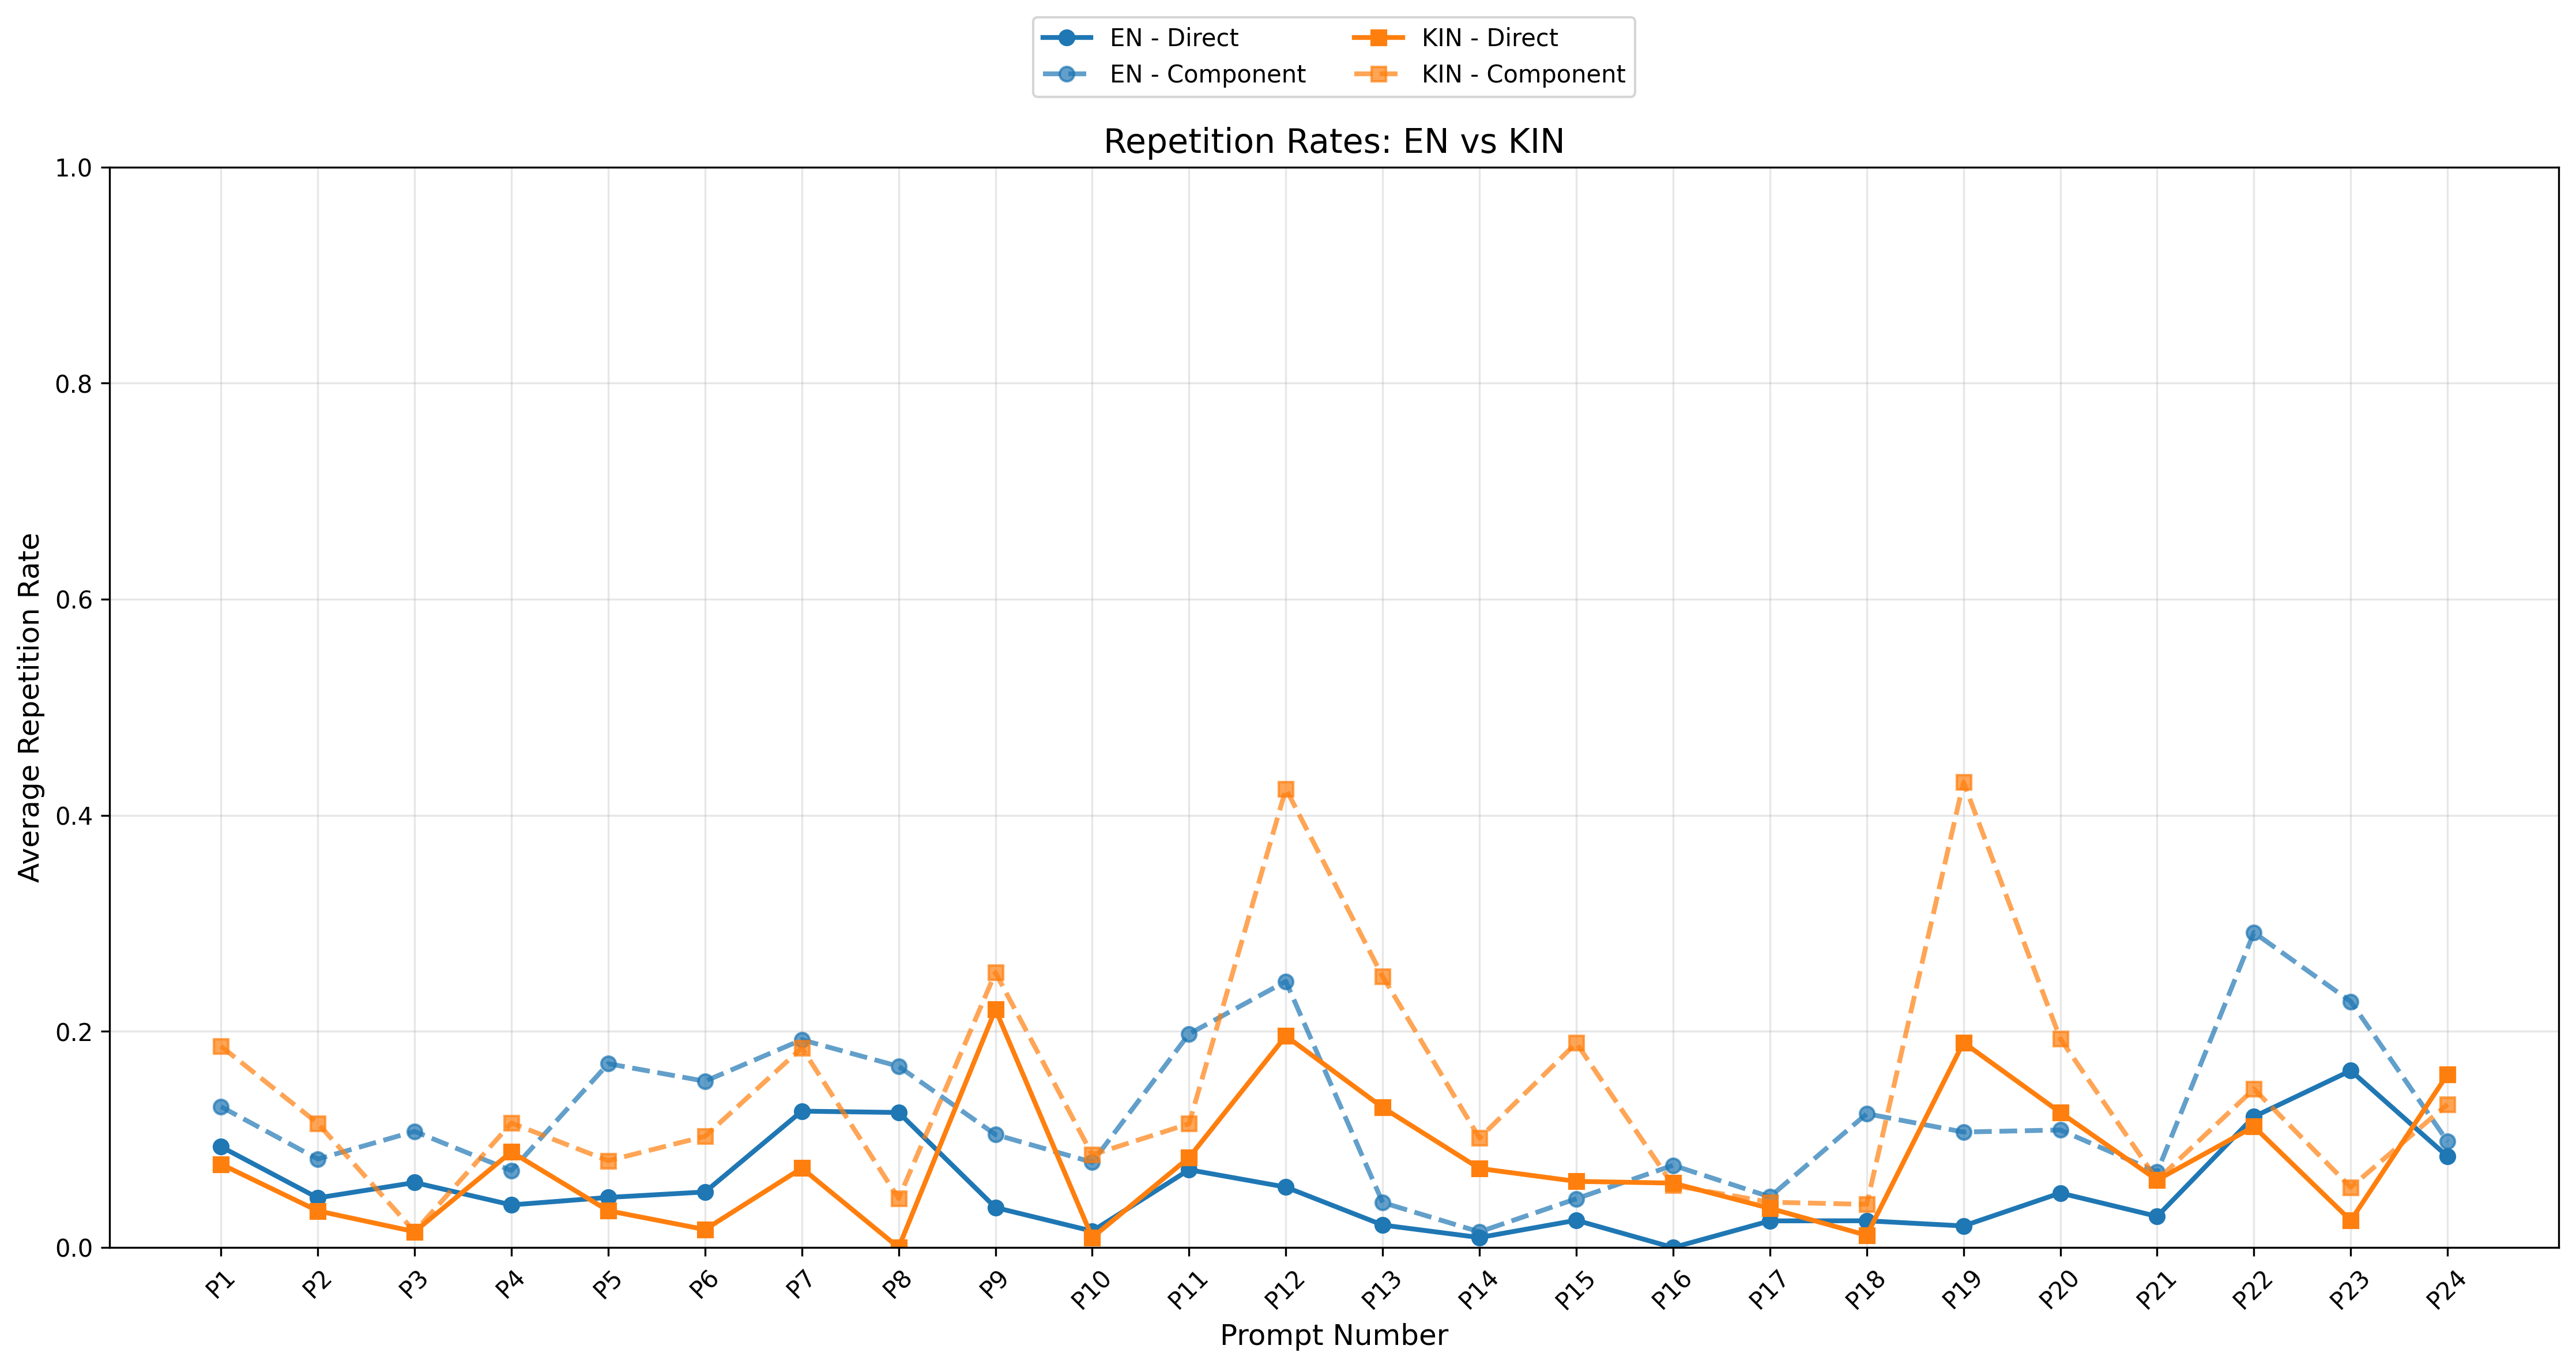 EN - Direct
EN - Component
KIN - Direct
KIN - Component
Repetition Rates: EN vs KIN
Average Repetition Rate
1.0
0.8
0.6
0.4
0.2
0.0
P1
P2
P3
P4
P5
P6
P7
P8
P9
P10
P11
P12
P13
P14
P15
P16
P17
P18
P19
P20
P21
P22
P23
P24
Prompt Number